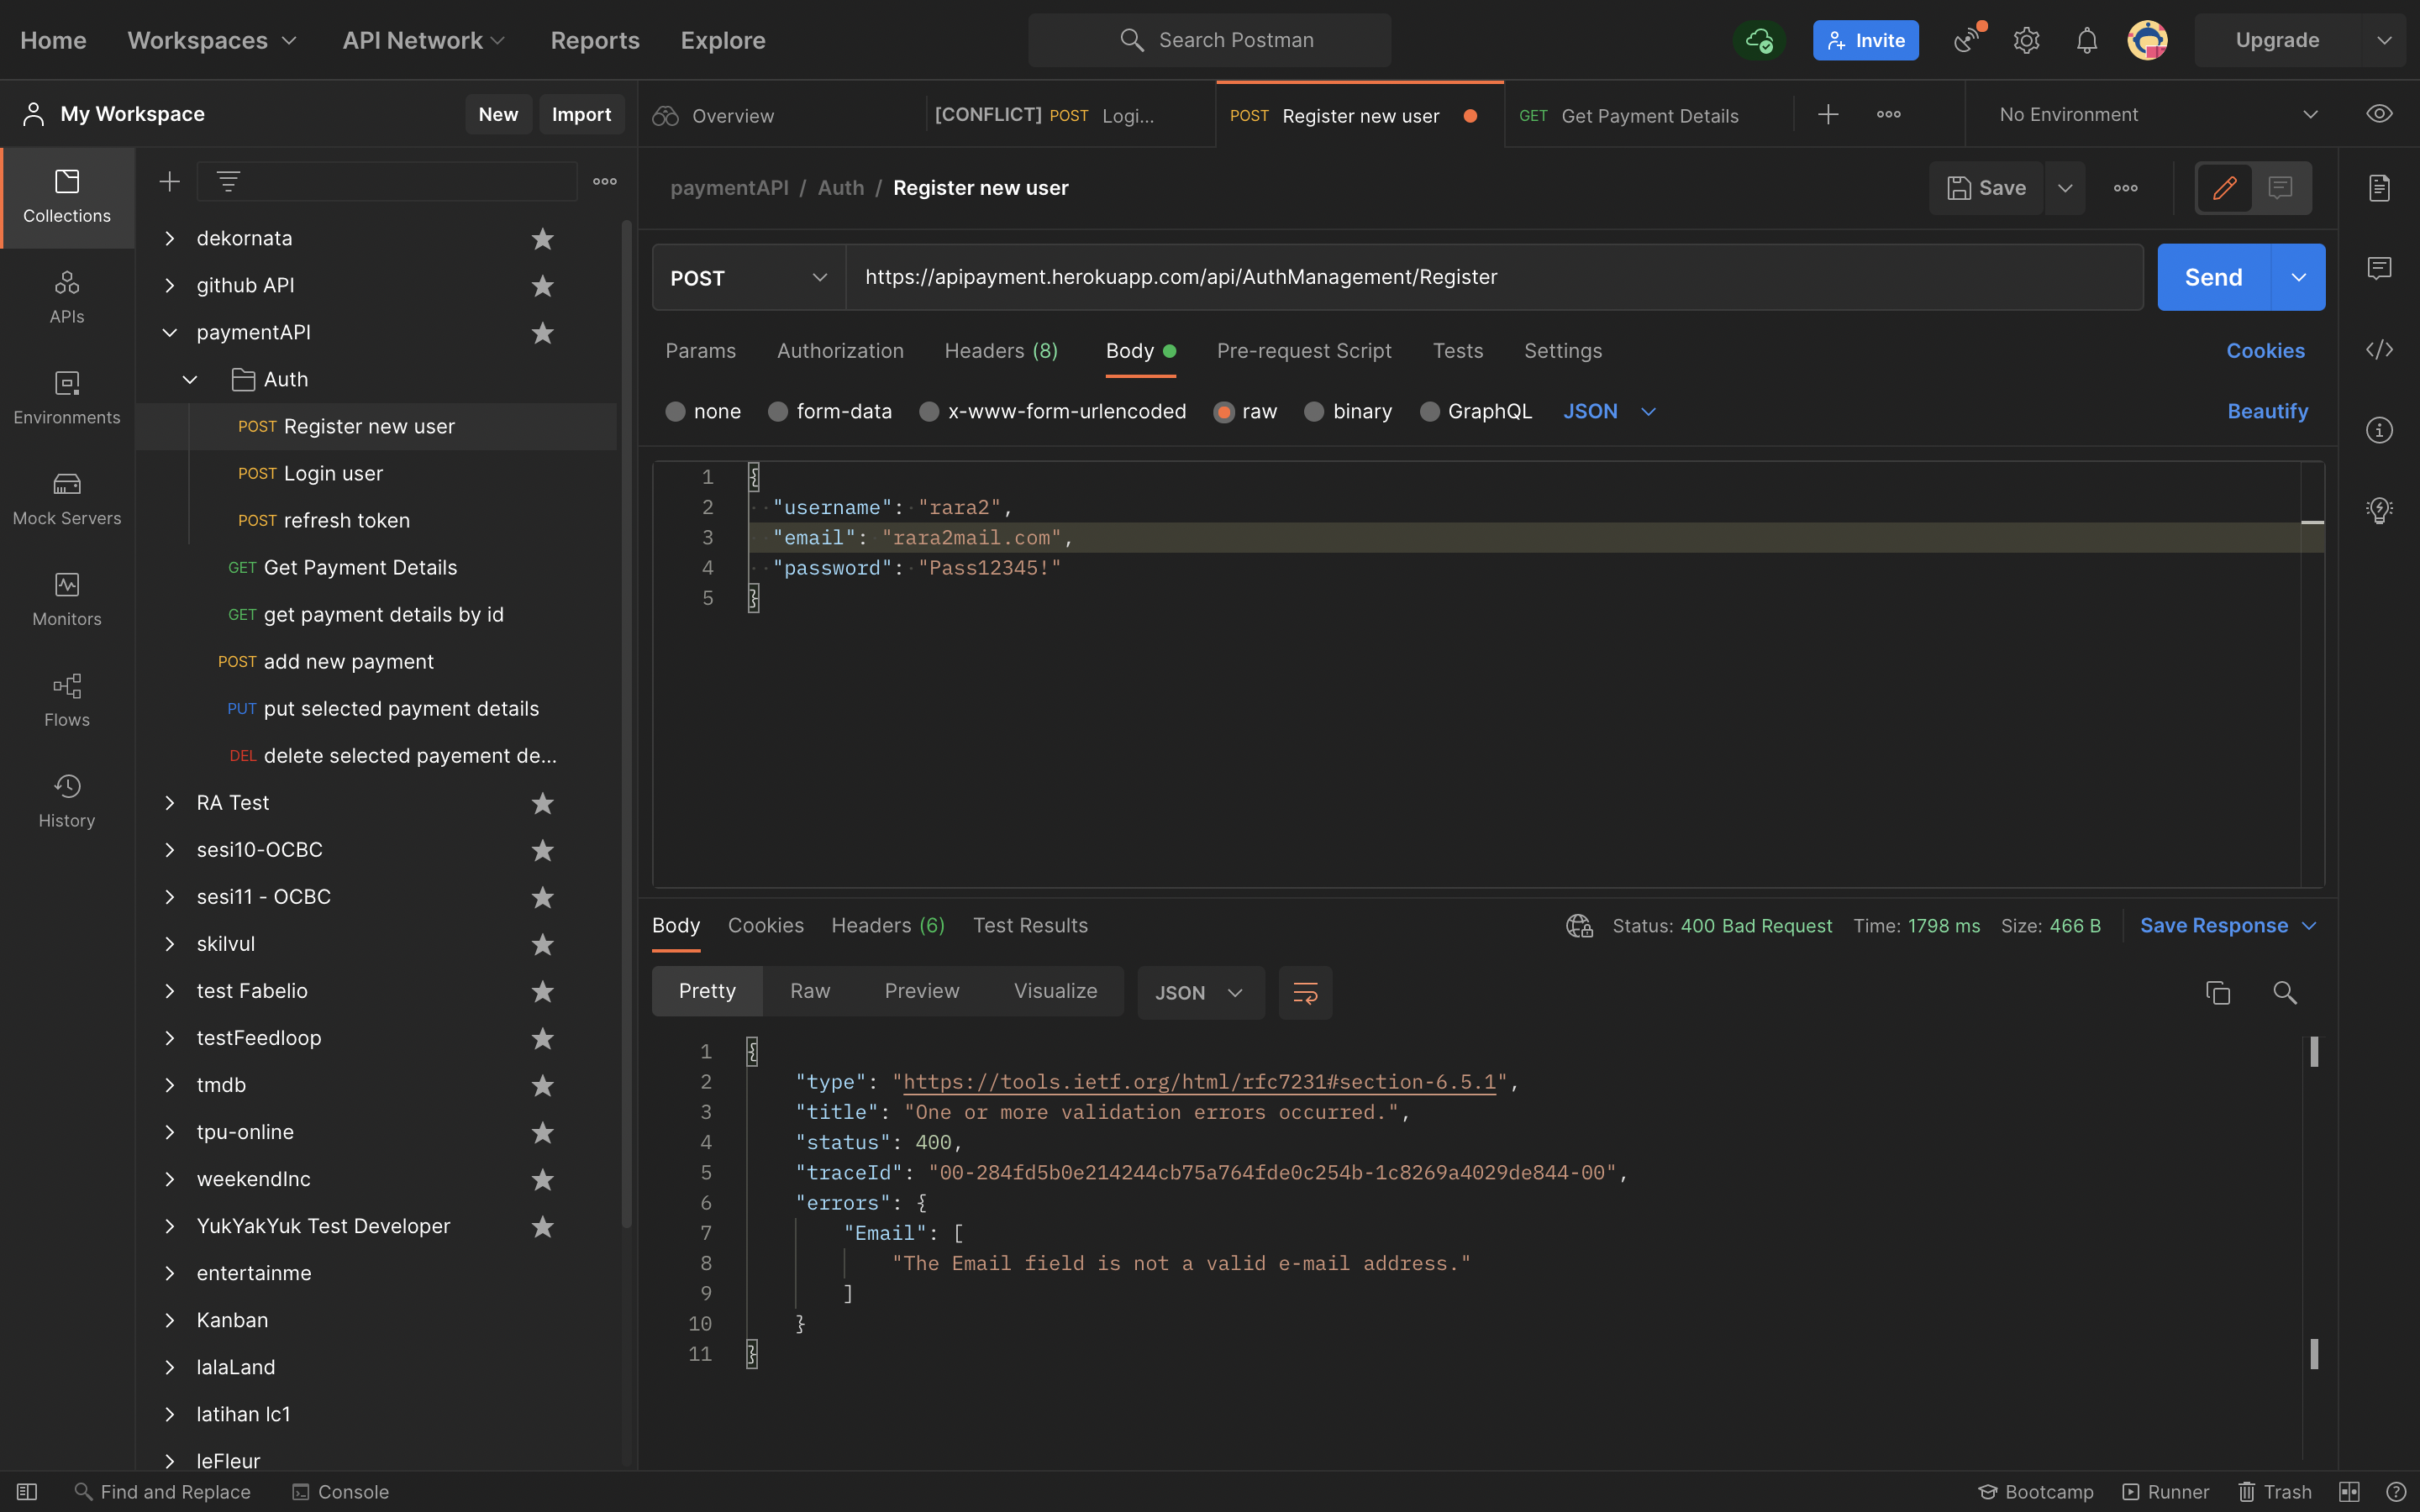 Home Workspaces API Network Reports Explore Search Postman Invite Upgrade
My Workspace New Import
Overview [CONFLICT] POST Logi... POST Register new user GET Get Payment Details No Environment
Collections
APIs
Environments
Mock Servers
Monitors
Flows
History
dekornata
github API
paymentAPI
Auth
POST Register new user
POST Login user
POST refresh token
GET Get Payment Details
GET get payment details by id
POST add new payment
PUT put selected payment details
DEL delete selected payement de...
RA Test
sesi10-OCBC
sesi11 - OCBC
skilvul
test Fabelio
testFeedloop
tmdb
tpu-online
weekendInc
YukYakYuk Test Developer
entertainme
Kanban
lalaLand
latihan lc1
leFleur
paymentAPI / Auth / Register new user Save
POST https://apipayment.herokuapp.com/api/AuthManagement/Register Send
Params Authorization Headers (8) Body Pre-request Script Tests Settings Cookies
none form-data x-www-form-urlencoded raw binary GraphQL JSON Beautify
1 {
2 "username": "rara2",
3 "email": "rara2mail.com",
4 "password": "Pass12345!"
5 }
Body Cookies Headers (6) Test Results Status: 400 Bad Request Time: 1798 ms Size: 466 B Save Response
Pretty Raw Preview Visualize JSON
1 {
2 "type": "https://tools.ietf.org/html/rfc7231#section-6.5.1",
3 "title": "One or more validation errors occurred.",
4 "status": 400,
5 "traceId": "00-284fd5b0e214244cb75a764fde0c254b-1c8269a4029de844-00",
6 "errors": {
7 "Email": [
8 "The Email field is not a valid e-mail address."
9 ]
10 }
11 }
Find and Replace Console Bootcamp Runner Trash